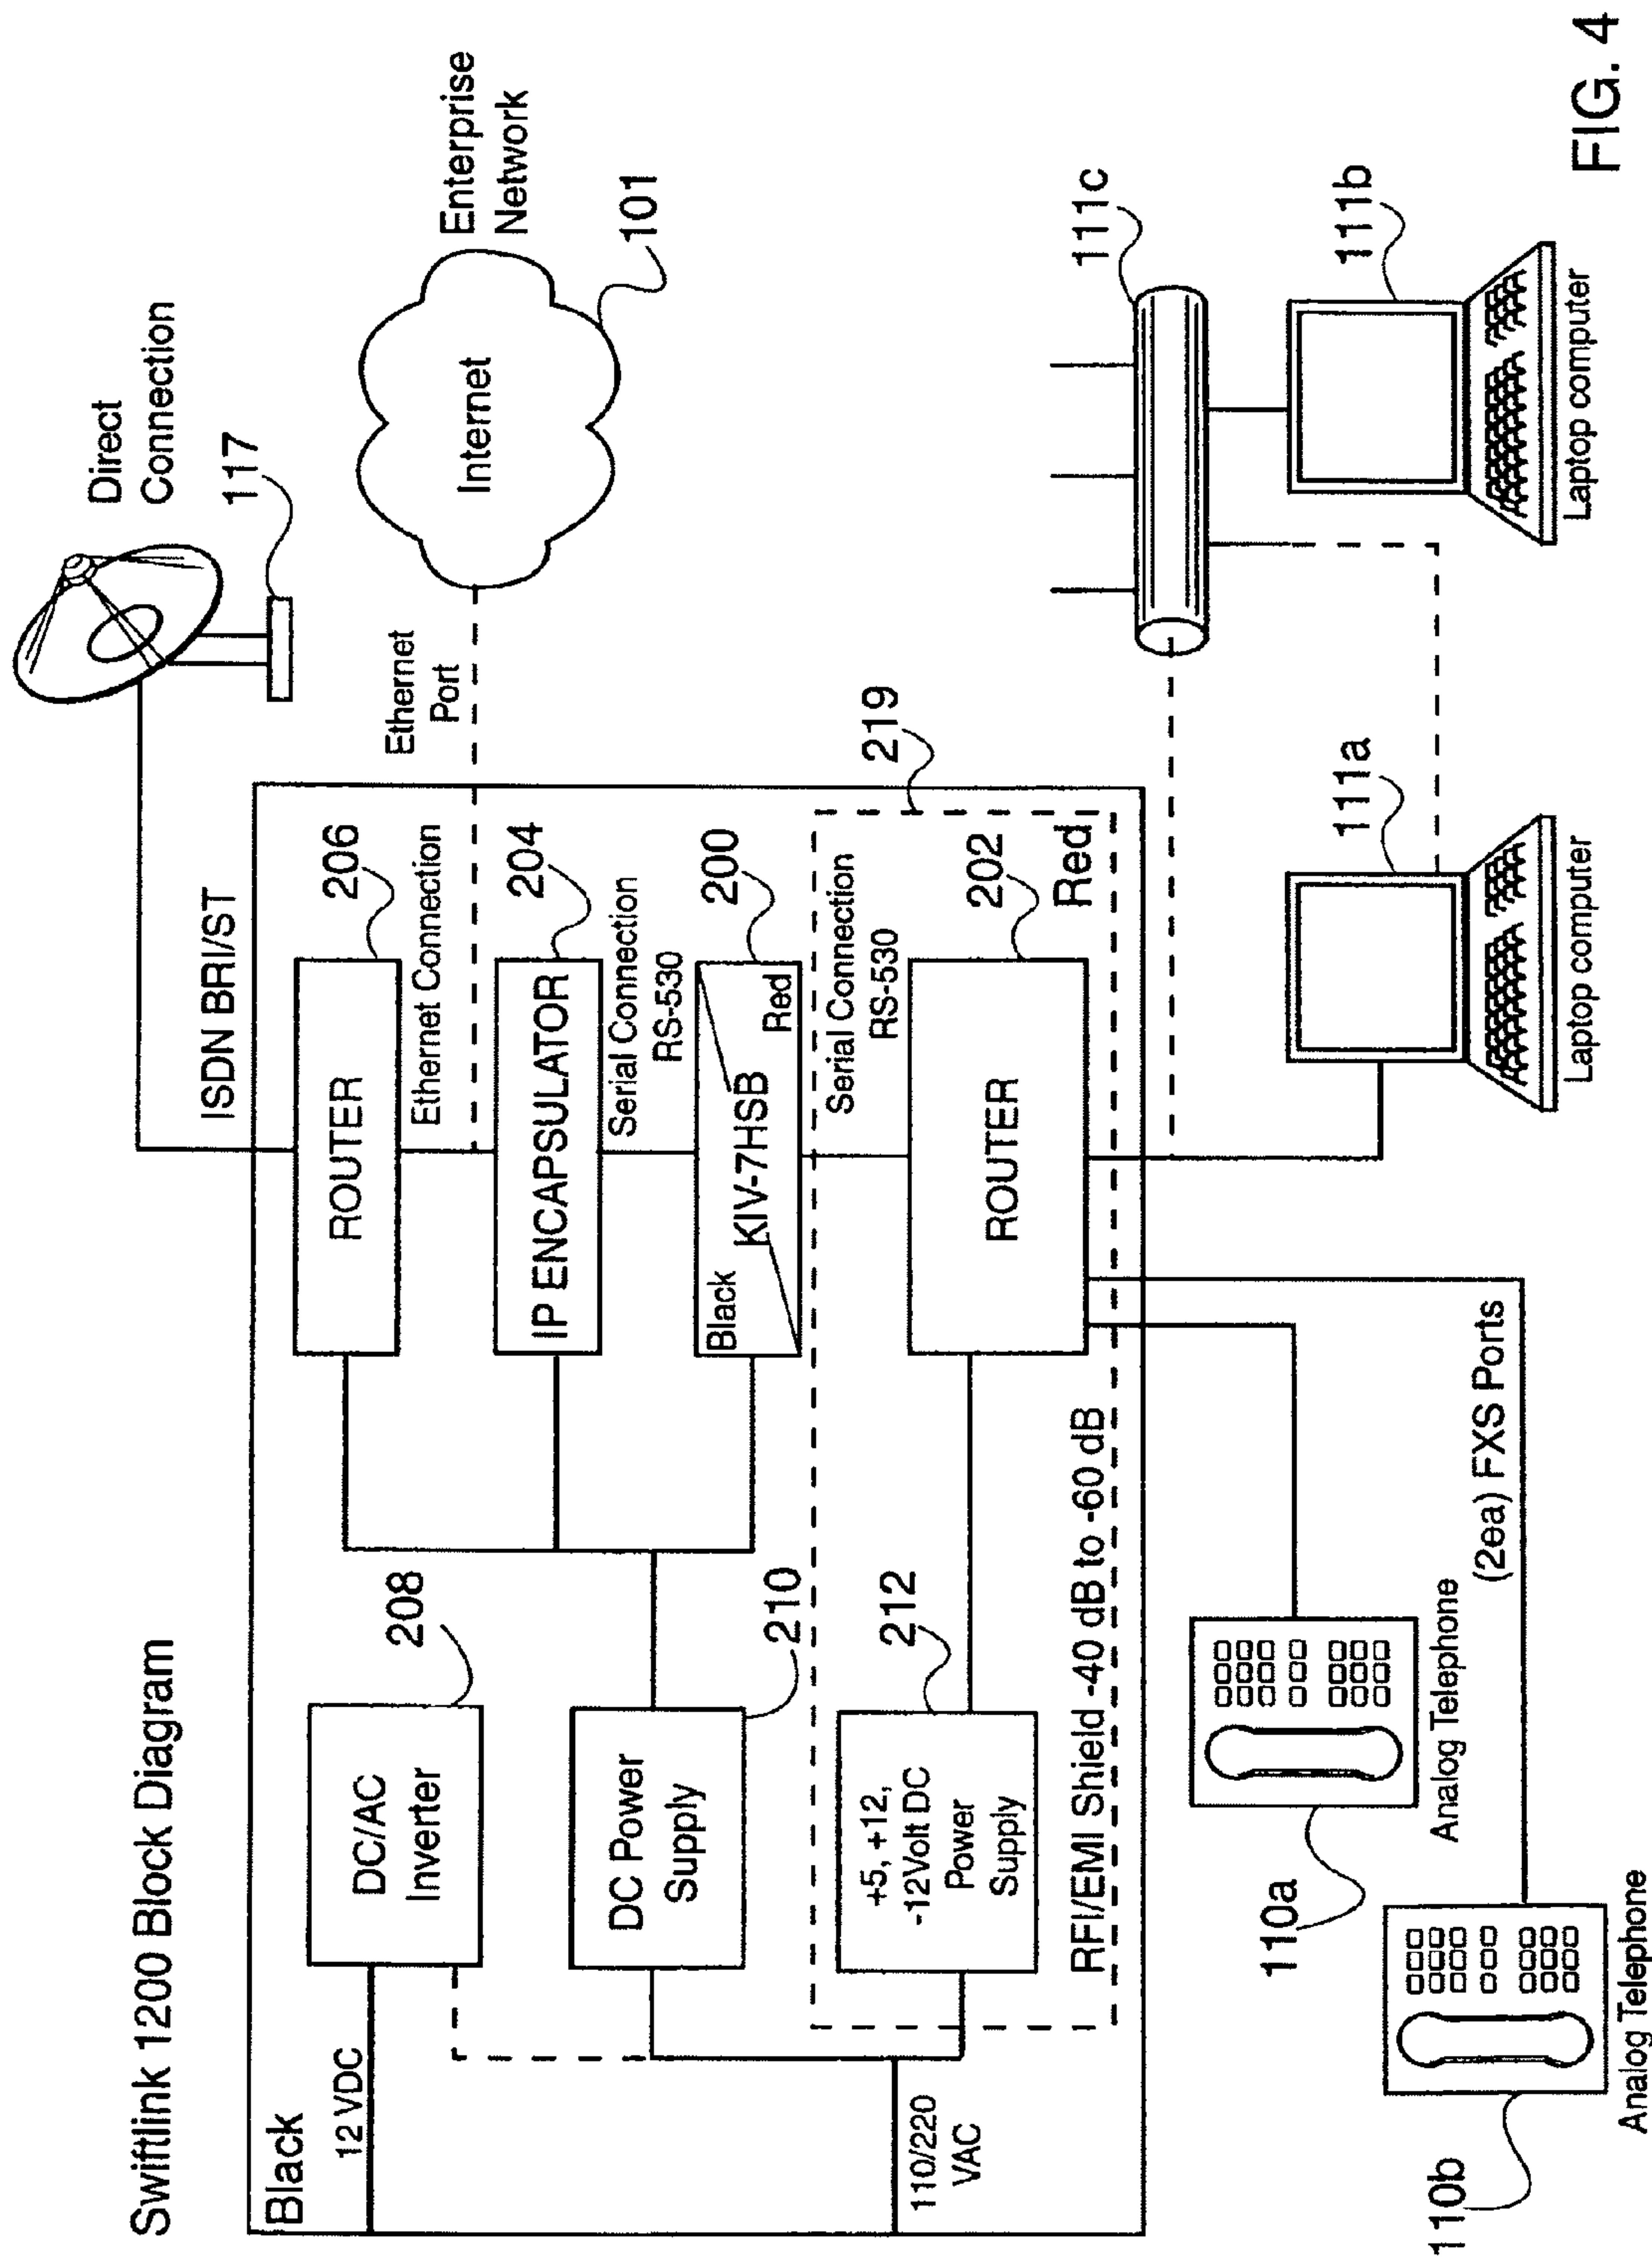 Swiftlink 1200 Block Diagram
Direct
Connection
117
Enterprise
Network
101
Internet
Ethernet
Port
ISDN BRI/ST
Black
12 VDC
110/220
VAC
DC/AC
Inverter
208
DC Power
Supply
210
+5, +12,
-12Volt DC
Power
Supply
212
ROUTER
206
Ethernet Connection
IP ENCAPSULATOR
204
Serial Connection
RS-530
Black
KIV-7HSB
Red
200
Serial Connection
RS-530
219
ROUTER
202
Red
RFI/EMI Shield -40 dB to -60 dB
110a
Analog Telephone
110b
Analog Telephone
(2ea) FXS Ports
111a
Laptop computer
111c
111b
Laptop computer
FIG. 4